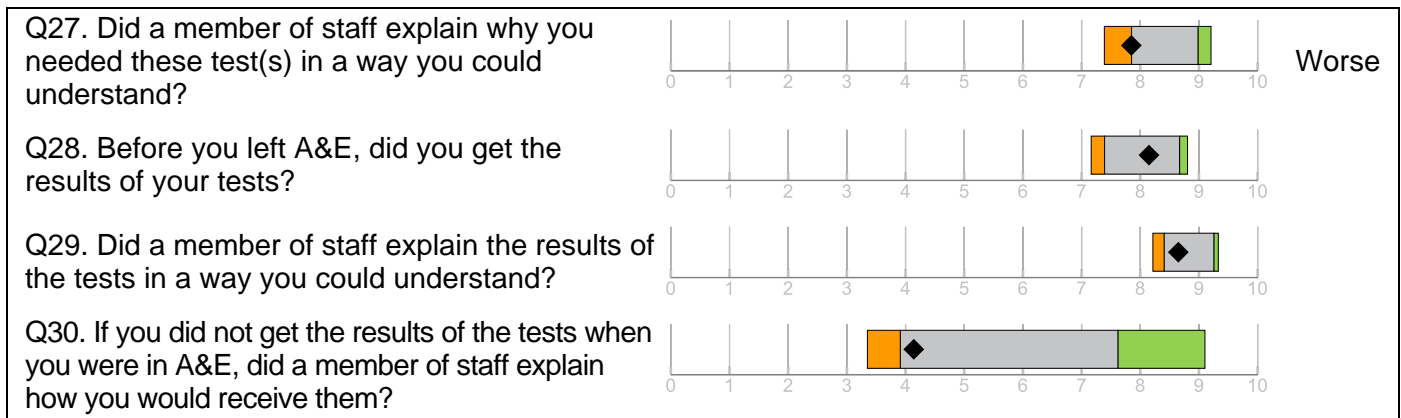 Q27. Did a member of staff explain why you
needed these test(s) in a way you could
understand?
0 1 2 3 4 5 6 7 8 9 10
Worse
Q28. Before you left A&E, did you get the
results of your tests?
0 1 2 3 4 5 6 7 8 9 10
Q29. Did a member of staff explain the results of
the tests in a way you could understand?
0 1 2 3 4 5 6 7 8 9 10
Q30. If you did not get the results of the tests when
you were in A&E, did a member of staff explain
how you would receive them?
0 1 2 3 4 5 6 7 8 9 10